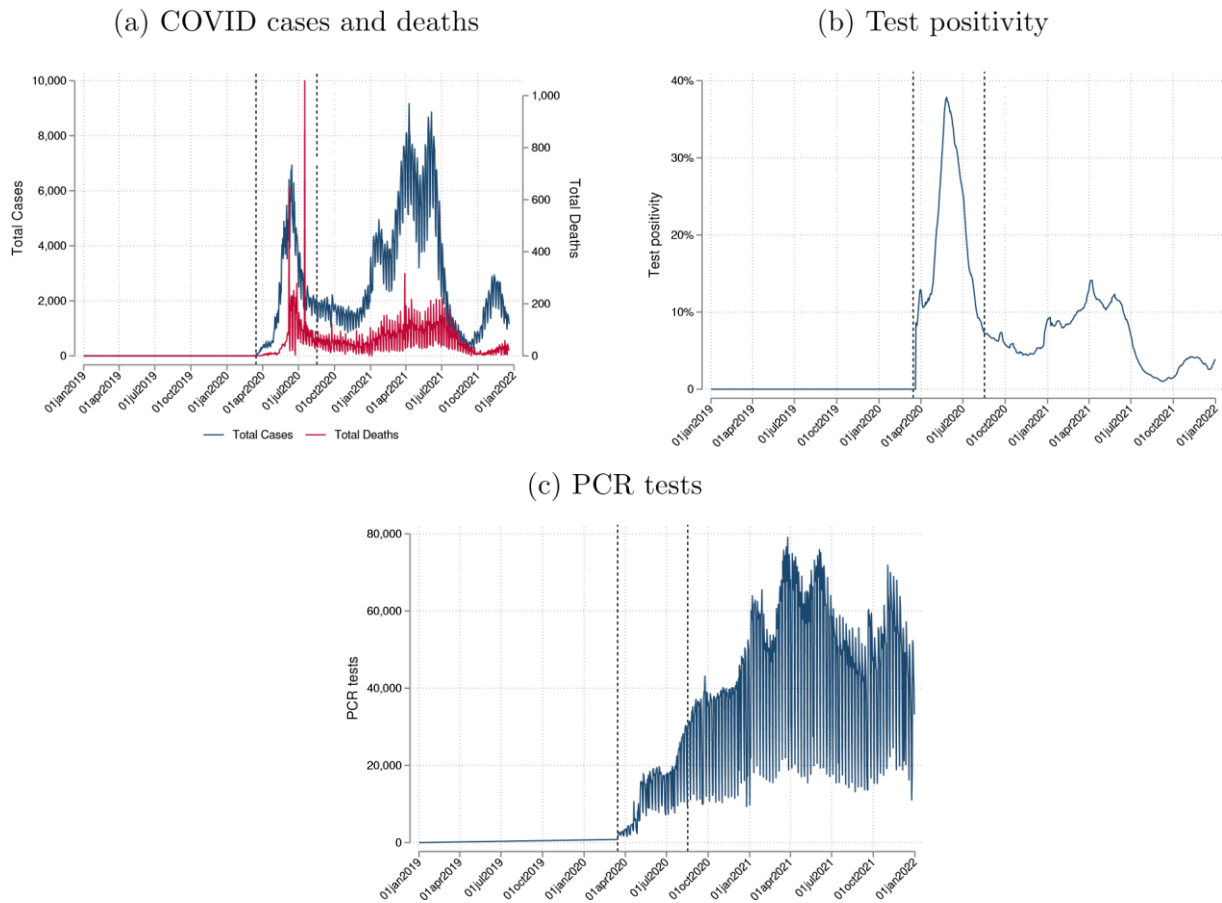 (a) COVID cases and deaths
10,000
8,000
6,000
4,000
2,000
0
Total Cases
1,000
800
600
400
200
0
Total Deaths
01jan2019
01apr2019
01jul2019
01oct2019
01jan2020
01apr2020
01jul2020
01oct2020
01jan2021
01apr2021
01jul2021
01oct2021
01jan2022
Total Cases Total Deaths
(b) Test positivity
40%
30%
20%
10%
0
Test positivity
01jan2019
01apr2019
01jul2019
01oct2019
01jan2020
01apr2020
01jul2020
01oct2020
01jan2021
01apr2021
01jul2021
01oct2021
01jan2022
(c) PCR tests
80,000
60,000
40,000
20,000
0
PCR tests
01jan2019
01apr2019
01jul2019
01oct2019
01jan2020
01apr2020
01jul2020
01oct2020
01jan2021
01apr2021
01jul2021
01oct2021
01jan2022